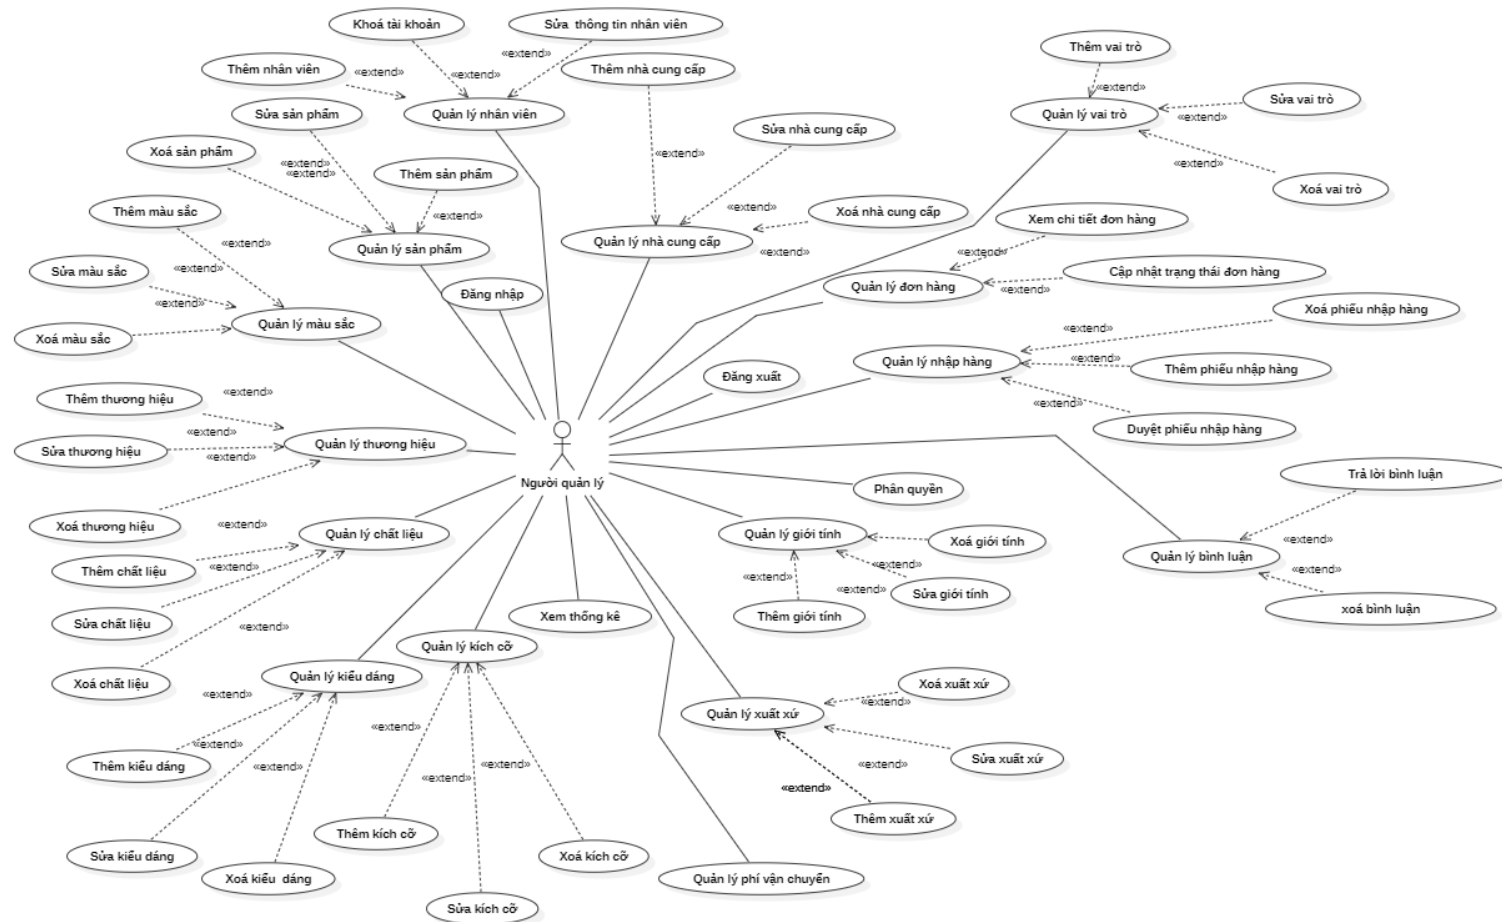 Khoá tài khoản
Sửa  thông tin nhân viên
Thêm vai trò
«extend»
Thêm nhân viên
«extend»
«extend»
Thêm nhà cung cấp
«extend»
Sửa vai trò
Sửa sản phẩm
Quản lý nhân viên
Quản lý vai trò
«extend»
Sửa nhà cung cấp
Xoá sản phẩm
«extend»
«extend»
«extend»
«extend»
Thêm sản phẩm
Xoá vai trò
Thêm màu sắc
«extend»
«extend»
Xoá nhà cung cấp
Xem chi tiết đơn hàng
«extend»
Quản lý sản phẩm
Quản lý nhà cung cấp
«extend»
«extend»
«extend»
Sửa màu sắc
Cập nhật trạng thái đơn hàng
Đăng nhập
Quản lý đơn hàng
«extend»
«extend»
Xoá phiếu nhập hàng
Quản lý màu sắc
«extend»
Xoá màu sắc
Quản lý nhập hàng
«extend»
Thêm phiếu nhập hàng
Đăng xuất
«extend»
Thêm thương hiệu
«extend»
Duyệt phiếu nhập hàng
«extend»
Quản lý thương hiệu
Sửa thương hiệu
«extend»
Trả lời bình luận
Người quản lý
Phân quyền
Xoá thương hiệu
«extend»
Quản lý chất liệu
Quản lý giới tính
Xoá giới tính
«extend»
Quản lý bình luận
«extend»
Thêm chất liệu
«extend»
«extend»
«extend»
«extend»
Sửa giới tính
xoá bình luận
Xem thống kê
Thêm giới tính
Sửa chất liệu
«extend»
Quản lý kích cỡ
Quản lý kiểu dáng
Xoá chất liệu
Xoá xuất xứ
«extend»
«extend»
Quản lý xuất xứ
«extend»
«extend»
Sửa xuất xứ
Thêm kiểu dáng
«extend»
«extend»
«extend»
«extend»
«extend»
Thêm xuất xứ
Thêm kích cỡ
Sửa kiểu dáng
Xoá kích cỡ
Xoá kiểu  dáng
Quản lý phí vận chuyển
Sửa kích cỡ